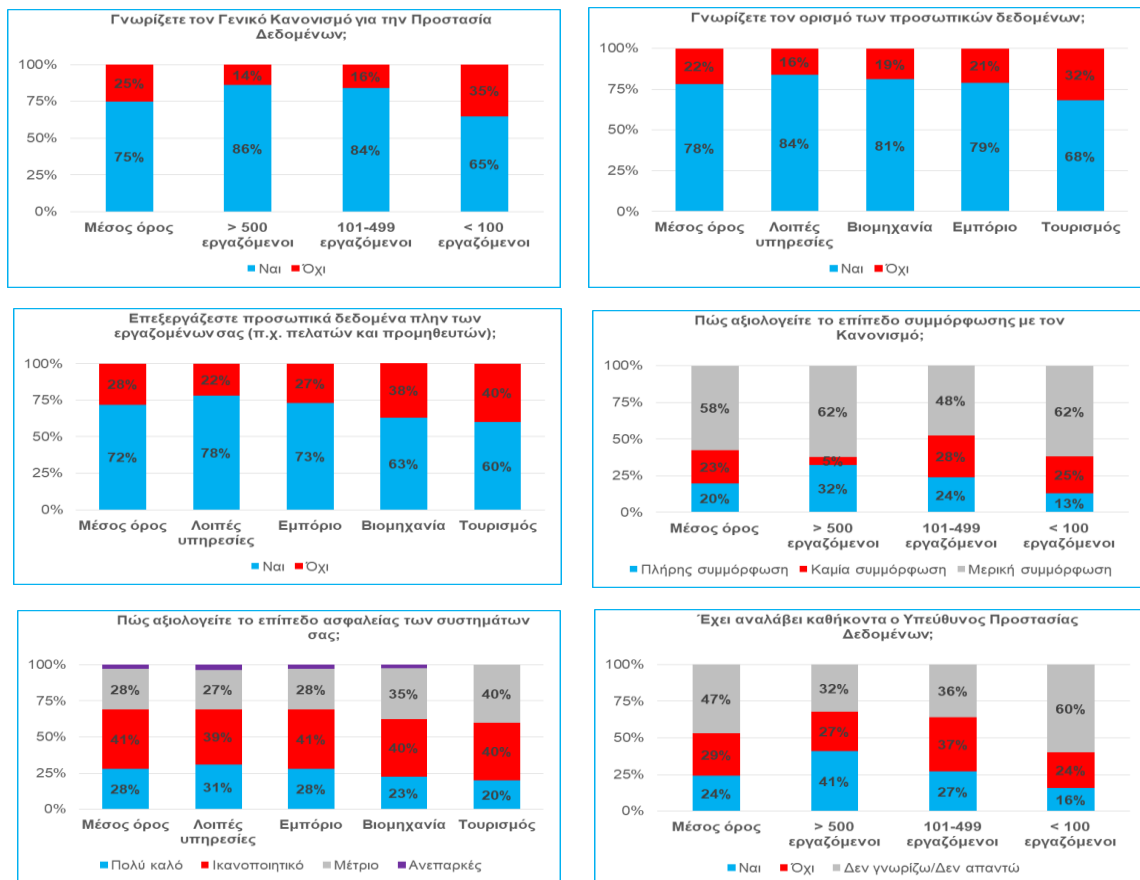 Γνωρίζετε τον Γενικό Κανονισμό για την Προστασία
Δεδομένων;
100%
75%
50%
25%
0%
25%
14%
16%
35%
75%
86%
84%
65%
Μέσος όρος
> 500
εργαζόμενοι
101-499
εργαζόμενοι
< 100
εργαζόμενοι
Ναι
Όχι
Γνωρίζετε τον ορισμό των προσωπικών δεδομένων;
100%
75%
50%
25%
0%
22%
16%
19%
21%
32%
78%
84%
81%
79%
68%
Μέσος όρος
Λοιπές
υπηρεσίες
Βιομηχανία
Εμπόριο
Τουρισμός
Ναι
Όχι
Επεξεργάζεστε προσωπικά δεδομένα πλην των
εργαζομένων σας (π.χ. πελατών και προμηθευτών);
100%
75%
50%
25%
0%
28%
22%
27%
38%
40%
72%
78%
73%
63%
60%
Μέσος όρος
Λοιπές
υπηρεσίες
Εμπόριο
Βιομηχανία
Τουρισμός
Ναι
Όχι
Πώς αξιολογείτε το επίπεδο συμμόρφωσης με τον
Κανονισμό;
100%
75%
50%
25%
0%
58%
62%
48%
62%
23%
5%
28%
25%
20%
32%
24%
13%
Μέσος όρος
> 500
εργαζόμενοι
101-499
εργαζόμενοι
< 100
εργαζόμενοι
Πλήρης συμμόρφωση
Καμία συμμόρφωση
Μερική συμμόρφωση
Πώς αξιολογείτε το επίπεδο ασφαλείας των συστημάτων
σας;
100%
75%
50%
25%
0%
28%
27%
28%
35%
40%
41%
39%
41%
40%
40%
28%
31%
28%
23%
20%
Μέσος όρος
Λοιπές
υπηρεσίες
Εμπόριο
Βιομηχανία
Τουρισμός
Πολύ καλό
Ικανοποιητικό
Μέτριο
Ανεπαρκές
Έχει αναλάβει καθήκοντα ο Υπεύθυνος Προστασίας
Δεδομένων;
100%
75%
50%
25%
0%
47%
32%
36%
60%
29%
27%
37%
24%
24%
41%
27%
16%
Μέσος όρος
> 500
εργαζόμενοι
101-499
εργαζόμενοι
< 100
εργαζόμενοι
Ναι
Όχι
Δεν γνωρίζω/Δεν απαντώ